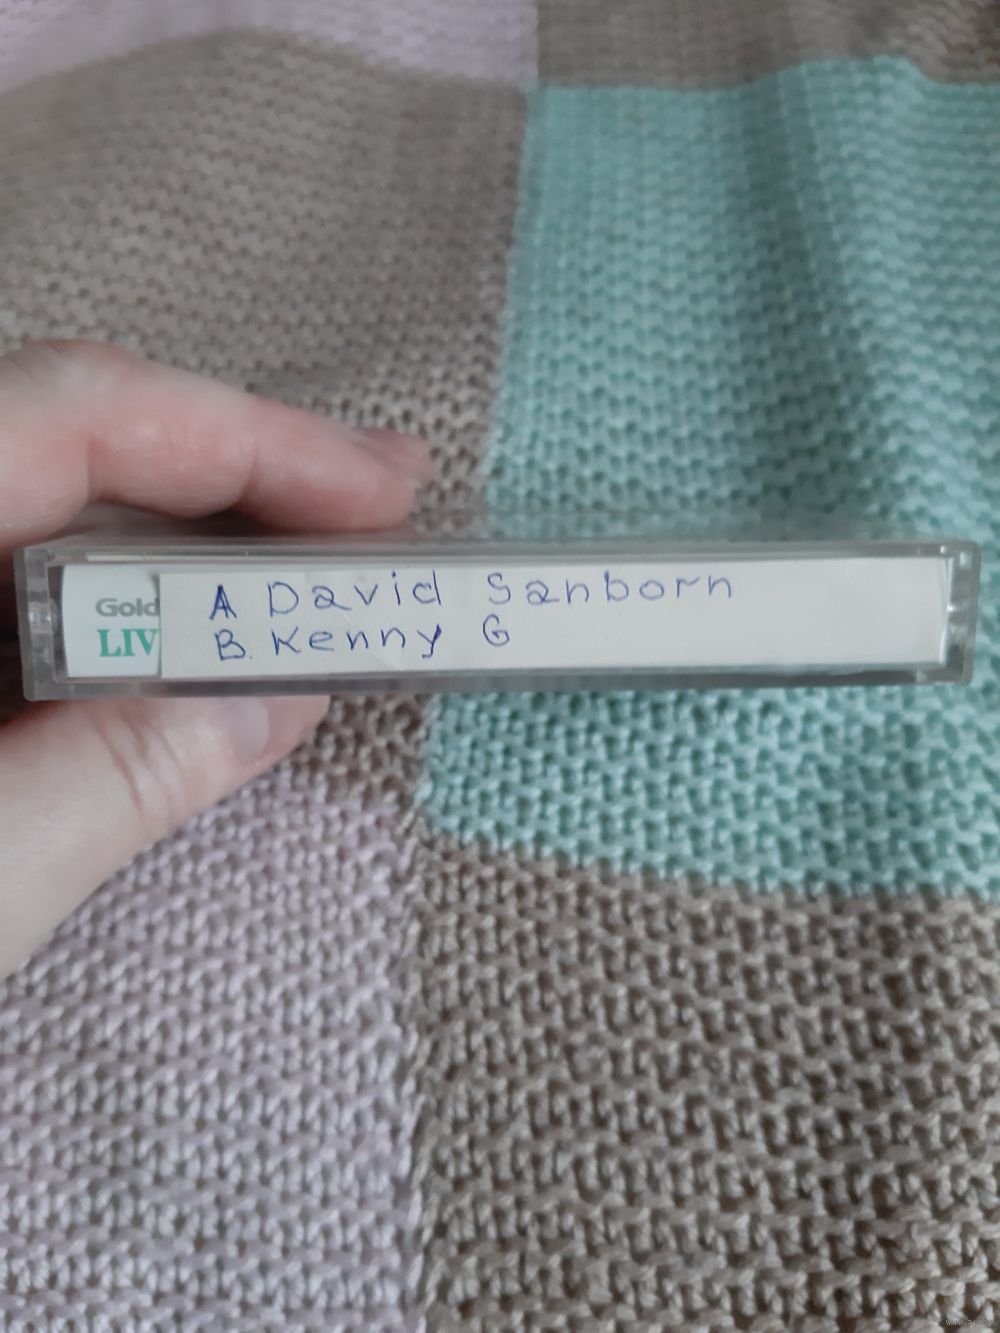 Gold
LIV
A David Sanborn
B. Kenny G